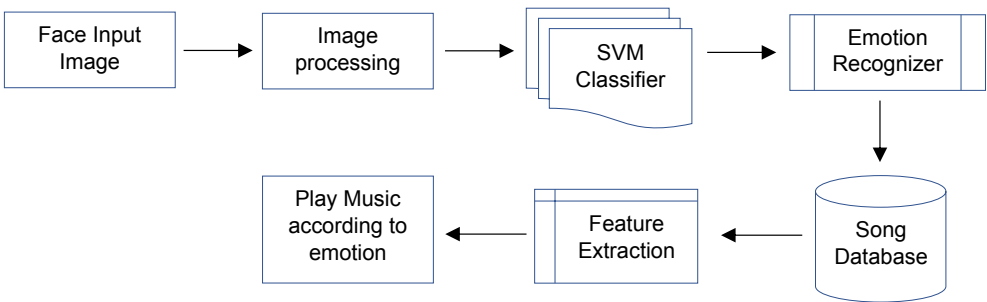 Face Input
Image
Image
processing
SVM
Classifier
Emotion
Recognizer
Song
Database
Feature
Extraction
Play Music
according to
emotion